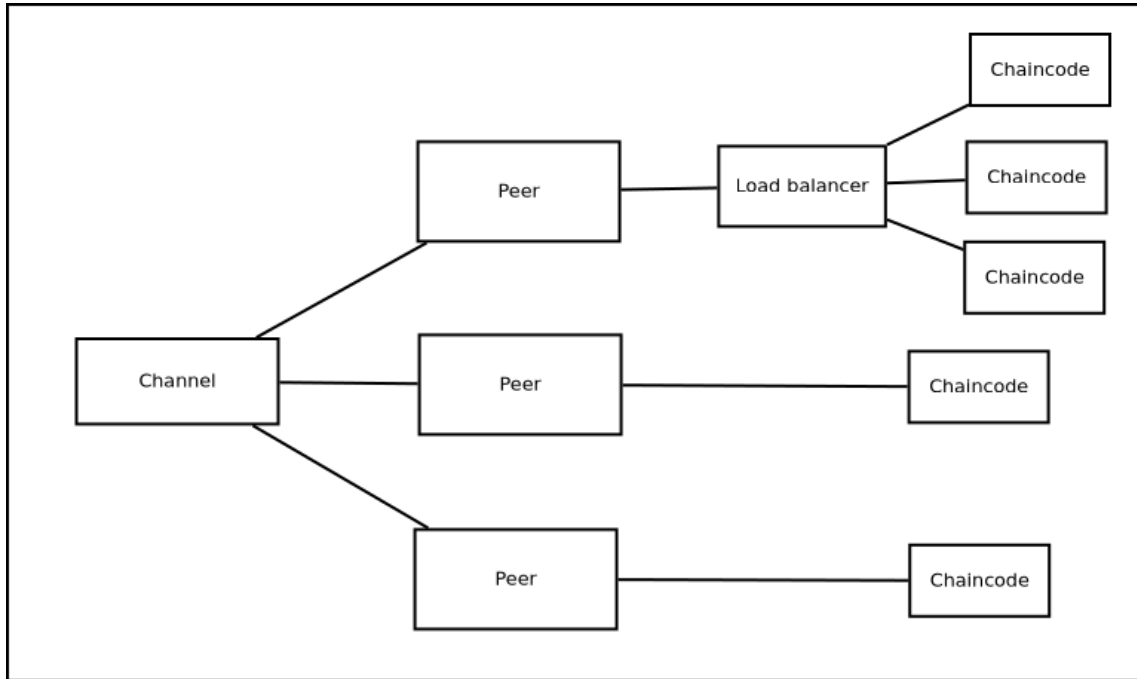 Chaincode
Peer
Load balancer
Chaincode
Chaincode
Channel
Peer
Chaincode
Peer
Chaincode